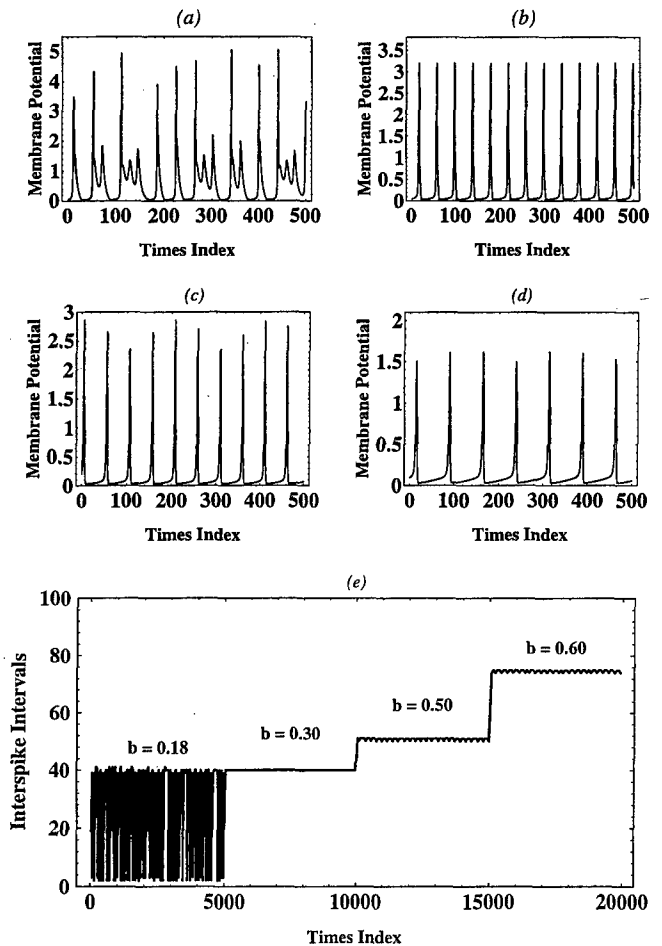 (a)
Membrane Potential
5
4
3
2
1
0
0 100 200 300 400 500
Times Index
(b)
Membrane Potential
3.5
3
2.5
2
1.5
1
0.5
0
0 100 200 300 400 500
Times Index
(c)
Membrane Potential
3
2.5
2
1.5
1
0.5
0
0 100 200 300 400 500
Times Index
(d)
Membrane Potential
2
1.5
1
0.5
0
0 100 200 300 400 500
Times Index
(e)
Interspike Intervals
100
80
60
40
20
0
b = 0.18
b = 0.30
b = 0.50
b = 0.60
0 5000 10000 15000 20000
Times Index